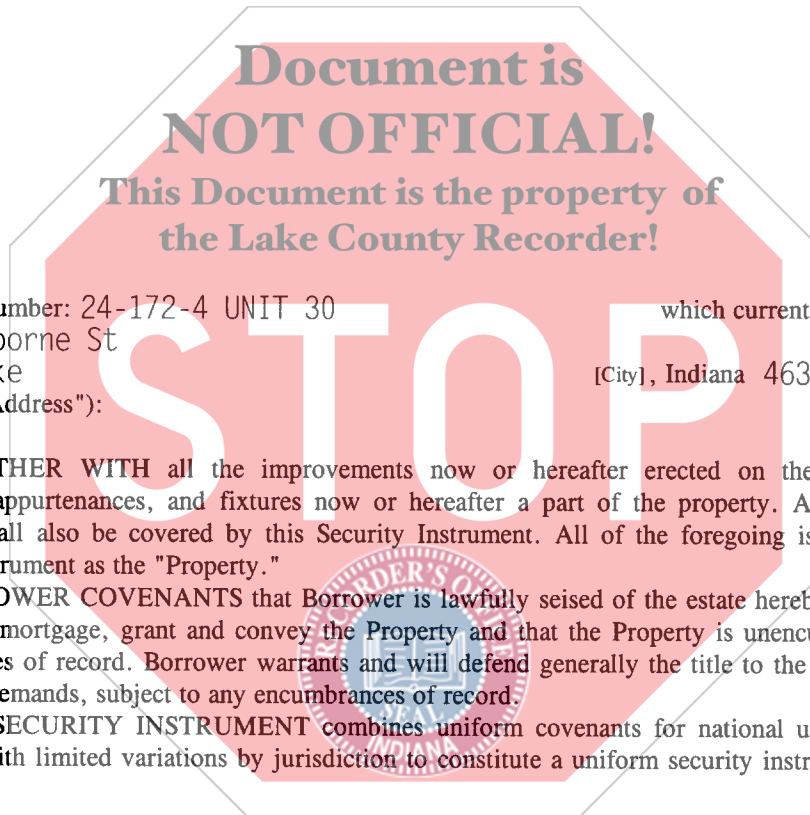 Document is
NOT OFFICIAL!
This Document is the property of
the Lake County Recorder!
umber: 24-172-4 UNIT 30 which current
borne St
ke [City], Indiana 463
Address"):
STOP
THER WITH all the improvements now or hereafter erected on the
appurtenances, and fixtures now or hereafter a part of the property. A
all also be covered by this Security Instrument. All of the foregoing is
rument as the "Property."
OWER COVENANTS that Borrower is lawfully seised of the estate hereb
mortgage, grant and convey the Property and that the Property is unencu
es of record. Borrower warrants and will defend generally the title to the
emands, subject to any encumbrances of record.
SECURITY INSTRUMENT combines uniform covenants for national u
ith limited variations by jurisdiction to constitute a uniform security instr
RECORDER'S OFFICE
SEAL
INDIANA